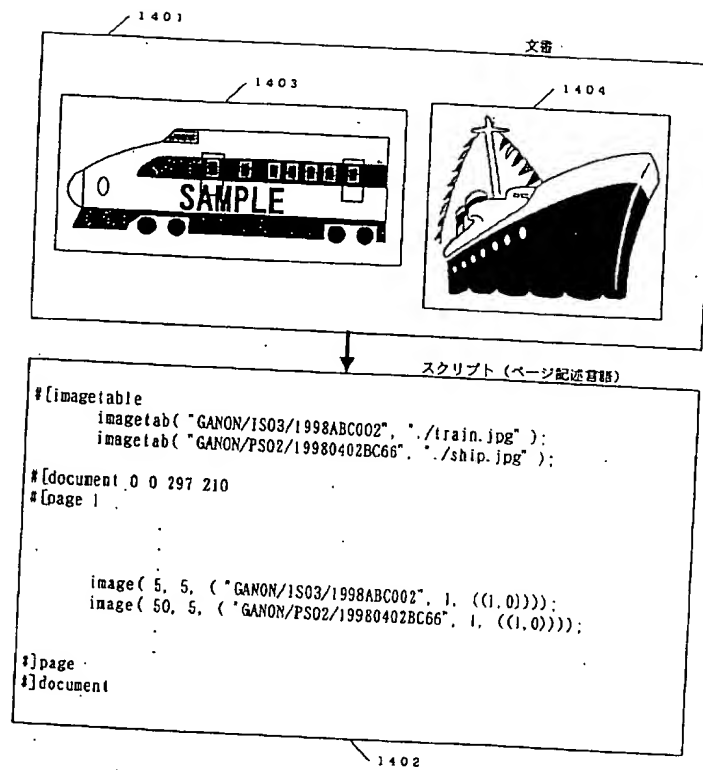 1401
文書
1403
1404
SAMPLE
スクリプト（ページ記述言語）
#[imagetable
imagetab( "GANON/IS03/1998ABC002", "./train.jpg" );
imagetab( "GANON/PS02/19980402BC66", "./ship.jpg" );
#[document 0 0 297 210
#[page 1
.
.
.
image( 5, 5, ( "GANON/IS03/1998ABC002", 1, ((1,0))));
image( 50, 5, ( "GANON/PS02/19980402BC66", 1, ((1,0))));
.
.
#]page
#]document
1402